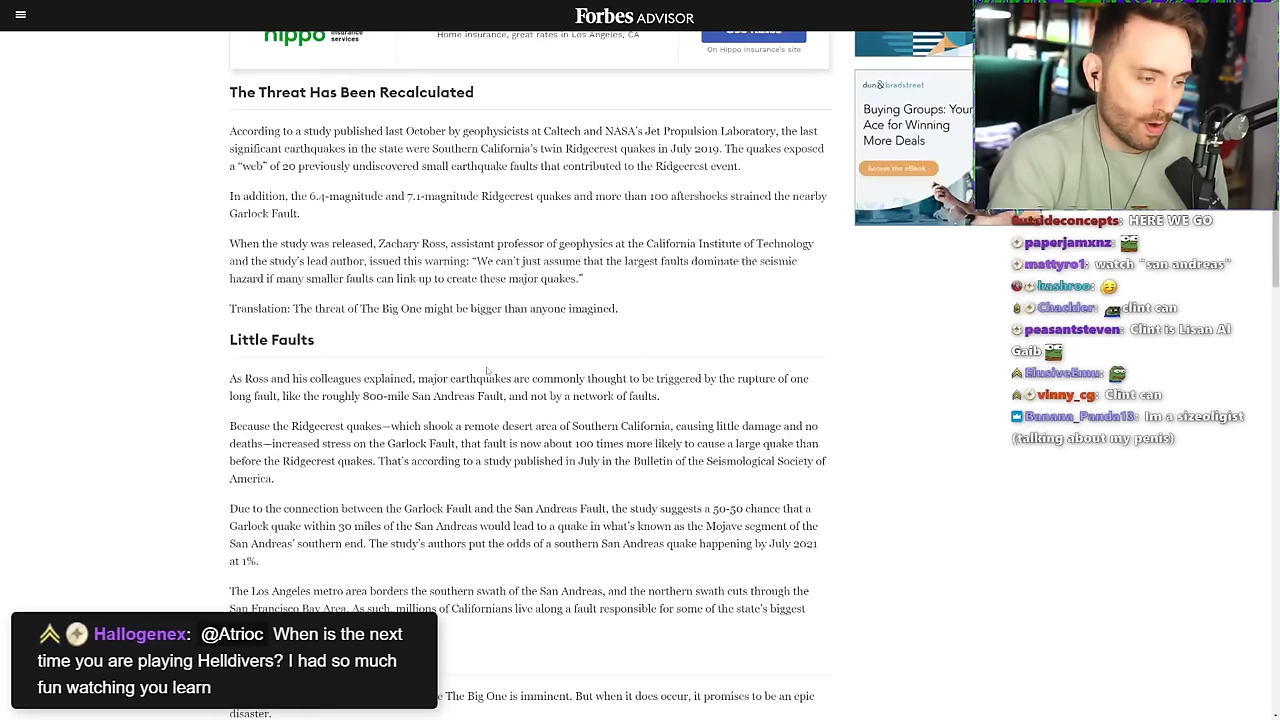 Forbes ADVISOR
hippo insurance services
Home insurance, great rates in Los Angeles, CA
On Hippo Insurance's site
The Threat Has Been Recalculated
According to a study published last October by geophysicists at Caltech and NASA's Jet Propulsion Laboratory, the last
significant earthquakes in the state were Southern California's twin Ridgecrest quakes in July 2019. The quakes exposed
a “web” of 20 previously undiscovered small earthquake faults that contributed to the Ridgecrest event.
In addition, the 6.4-magnitude and 7.1-magnitude Ridgecrest quakes and more than 100 aftershocks strained the nearby
Garlock Fault.
When the study was released, Zachary Ross, assistant professor of geophysics at the California Institute of Technology
and the study's lead author, issued this warning: “We can't just assume that the largest faults dominate the seismic
hazard if many smaller faults can link up to create these major quakes.”
Translation: The threat of The Big One might be bigger than anyone imagined.
Little Faults
As Ross and his colleagues explained, major earthquakes are commonly thought to be triggered by the rupture of one
long fault, like the roughly 800-mile San Andreas Fault, and not by a network of faults.
Because the Ridgecrest quakes—which shook a remote desert area of Southern California, causing little damage and no
deaths—increased stress on the Garlock Fault, that fault is now about 100 times more likely to cause a large quake than
before the Ridgecrest quakes. That's according to a study published in July in the Bulletin of the Seismological Society of
America.
Due to the connection between the Garlock Fault and the San Andreas Fault, the study suggests a 50-50 chance that a
Garlock quake within 30 miles of the San Andreas would lead to a quake in what's known as the Mojave segment of the
San Andreas' southern end. The study's authors put the odds of a southern San Andreas quake happening by July 2021
at 1%.
The Los Angeles metro area borders the southern swath of the San Andreas, and the northern swath cuts through the
San Francisco Bay Area. As such, millions of Californians live along a fault responsible for some of the state's biggest
The Big One is imminent. But when it does occur, it promises to be an epic
disaster.
dun & bradstreet
Buying Groups: Your
Ace for Winning
More Deals
Access the eBook
outsideconcepts: HERE WE GO
paperjamxnz:
mattyro1: watch "san andreas"
hashroo:
Chackler: clint can
peasantsteven: Clint is Lisan Al
Gaib
ElusiveEmu:
vinny_cg: Clint can
Banana_Panda13: Im a sizeoligist
(talking about my penis)
Hallogenex: @Atrioc When is the next
time you are playing Helldivers? I had so much
fun watching you learn